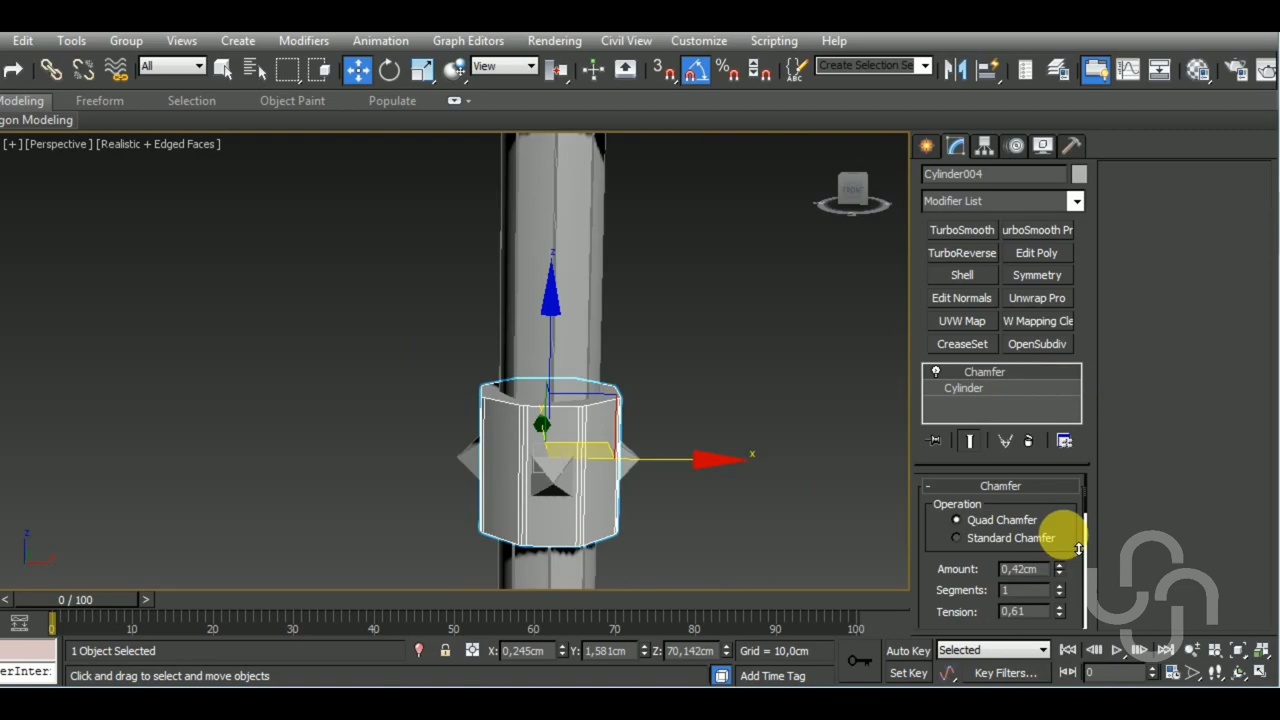 Edit Tools Group Views Create Modifiers Animation Graph Editors Rendering Civil View Customize Scripting Help
All View 3 % ABC Create Selection Se
Modeling Freeform Selection Object Paint Populate
gon Modeling
[+] [Perspective] [Realistic + Edged Faces]
FRONT
Cylinder004
Modifier List
TurboSmooth urboSmooth Pr
TurboReverse Edit Poly
Shell Symmetry
Edit Normals Unwrap Pro
UVW Map W Mapping Cle
CreaseSet OpenSubdiv
Chamfer
Cylinder
z
y
x
- Chamfer
Operation
Quad Chamfer
Standard Chamfer
Amount: 0,42cm
Segments: 1
Tension: 0,61
z
< 0 / 100 >
0 10 20 30 40 50 60 70 80 90 100
1 Object Selected X: 0,245cm Y: 1,581cm Z: 70,142cm Grid = 10,0cm Auto Key Selected
erInter: Click and drag to select and move objects Add Time Tag Set Key Key Filters... 0